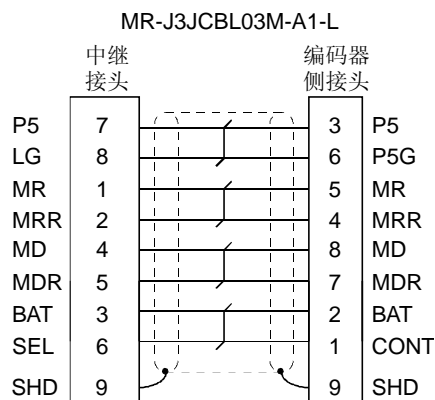 MR-J3JCBL03M-A1-L
中继
接头
编码器
侧接头
P5 7 3 P5
LG 8 6 P5G
MR 1 5 MR
MRR 2 4 MRR
MD 4 8 MD
MDR 5 7 MDR
BAT 3 2 BAT
SEL 6 1 CONT
SHD 9 9 SHD